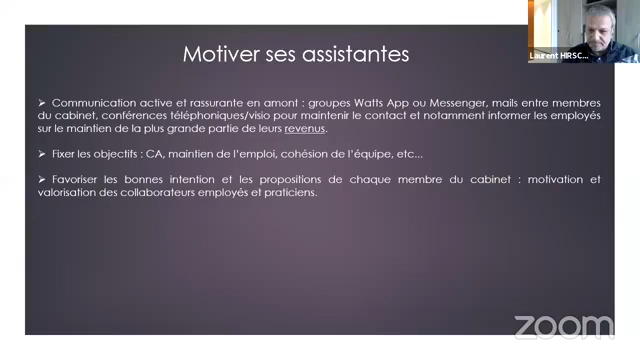 Laurent HIRSC...
Motiver ses assistantes
➢ Communication active et rassurante en amont : groupes Watts App ou Messenger, mails entre membres
du cabinet, conférences téléphoniques/visio pour maintenir le contact et notamment informer les employés
sur le maintien de la plus grande partie de leurs revenus.
➢ Fixer les objectifs : CA, maintien de l'emploi, cohésion de l'équipe, etc...
➢ Favoriser les bonnes intention et les propositions de chaque membre du cabinet : motivation et
valorisation des collaborateurs employés et praticiens.
zoom